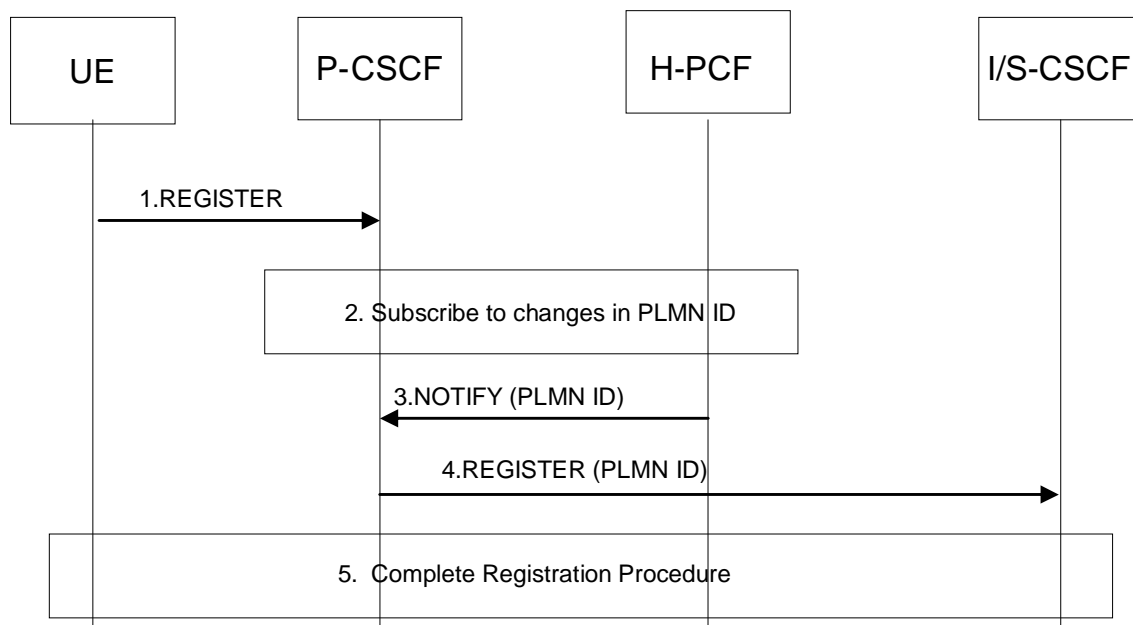 UE
P-CSCF
H-PCF
I/S-CSCF
1.REGISTER
2. Subscribe to changes in PLMN ID
3.NOTIFY (PLMN ID)
4.REGISTER (PLMN ID)
5. Complete Registration Procedure